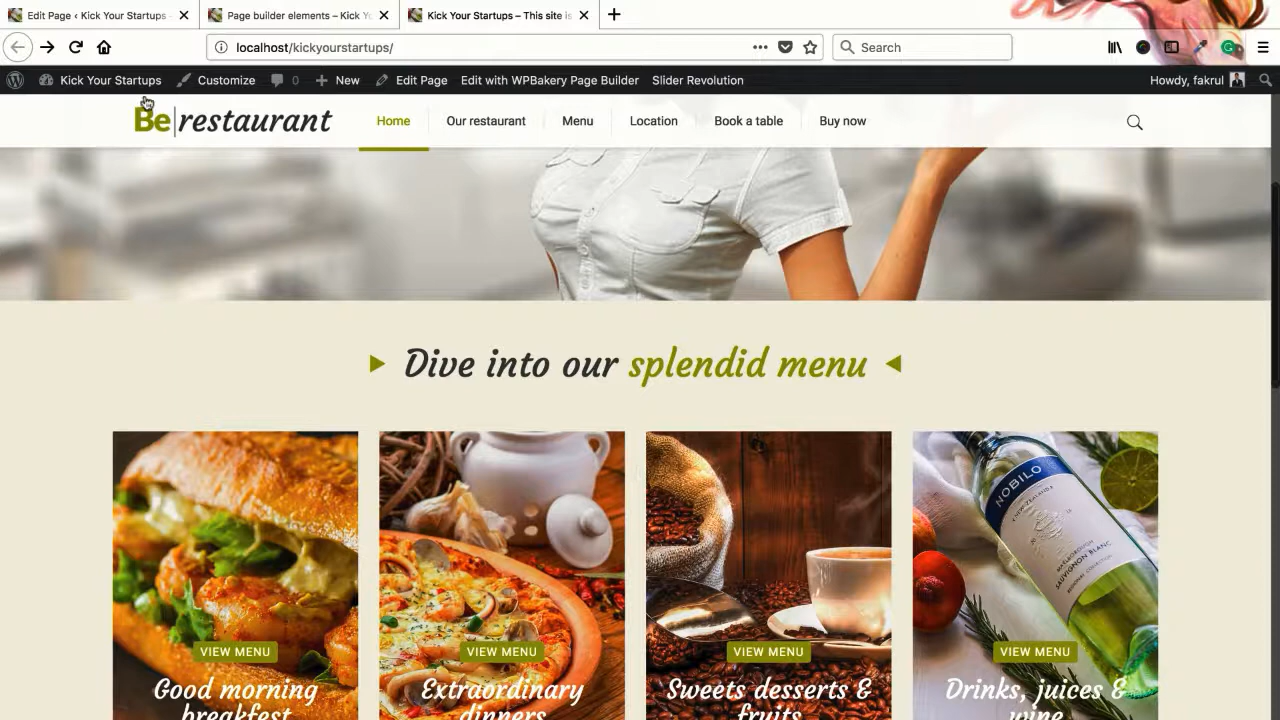 Edit Page ‹ Kick Your Startups -
Page builder elements – Kick Yo
Kick Your Startups – This site is
localhost/kickyourstartups/
Search
Kick Your Startups
Customize
0
New
Edit Page
Edit with WPBakery Page Builder
Slider Revolution
Howdy, fakrul
Be restaurant
Home
Our restaurant
Menu
Location
Book a table
Buy now
Dive into our splendid menu
NOBILO
SAUVIGNON BLANC
VIEW MENU
VIEW MENU
VIEW MENU
VIEW MENU
Good morning
breakfast
Extraordinary
dinners
Sweets desserts &
fruits
Drinks, juices &
wine